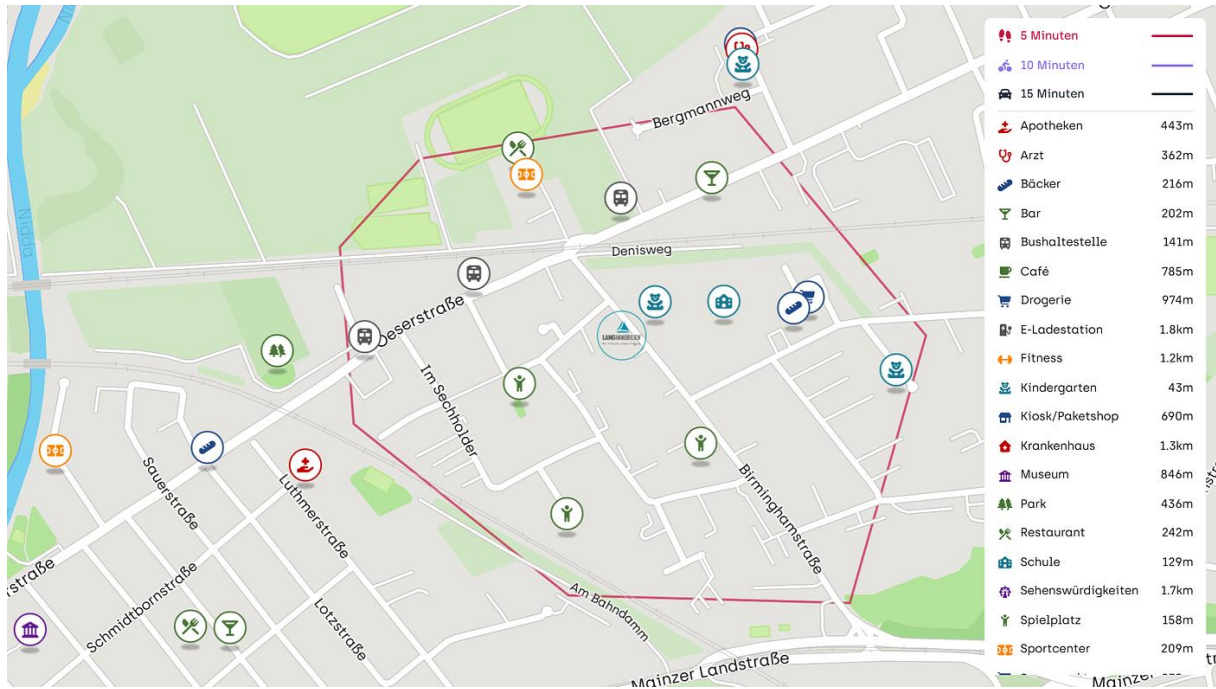 Bergmannweg
Denisweg
Nidda
Oeserstraße
Im Sechholder
Sauerstraße
Luthmerstraße
Birminghamstraße
Schmidtbornstraße
Lotzstraße
Am Bahndamm
Mainzer Landstraße
Mainzer
LANGIMMOBILIEN
5 Minuten
10 Minuten
15 Minuten
Apotheken 443m
Arzt 362m
Bäcker 216m
Bar 202m
Bushaltestelle 141m
Café 785m
Drogerie 974m
E-Ladestation 1.8km
Fitness 1.2km
Kindergarten 43m
Kiosk/Paketshop 690m
Krankenhaus 1.3km
Museum 846m
Park 436m
Restaurant 242m
Schule 129m
Sehenswürdigkeiten 1.7km
Spielplatz 158m
Sportcenter 209m